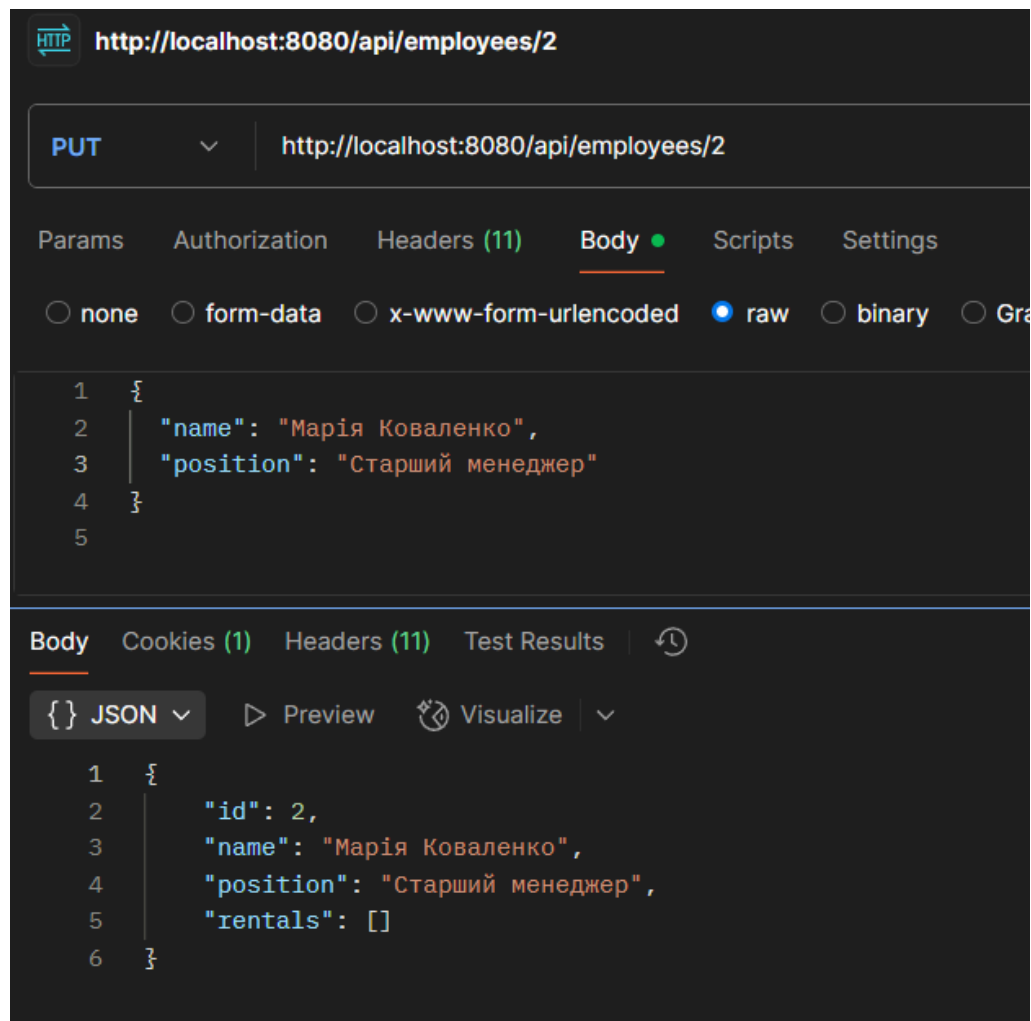 HTTP http://localhost:8080/api/employees/2
PUT http://localhost:8080/api/employees/2
Params Authorization Headers (11) Body Scripts Settings
none form-data x-www-form-urlencoded raw binary Gra
1 {
2 "name": "Марія Коваленко",
3 "position": "Старший менеджер"
4 }
5
Body Cookies (1) Headers (11) Test Results
{} JSON Preview Visualize
1 {
2 "id": 2,
3 "name": "Марія Коваленко",
4 "position": "Старший менеджер",
5 "rentals": []
6 }